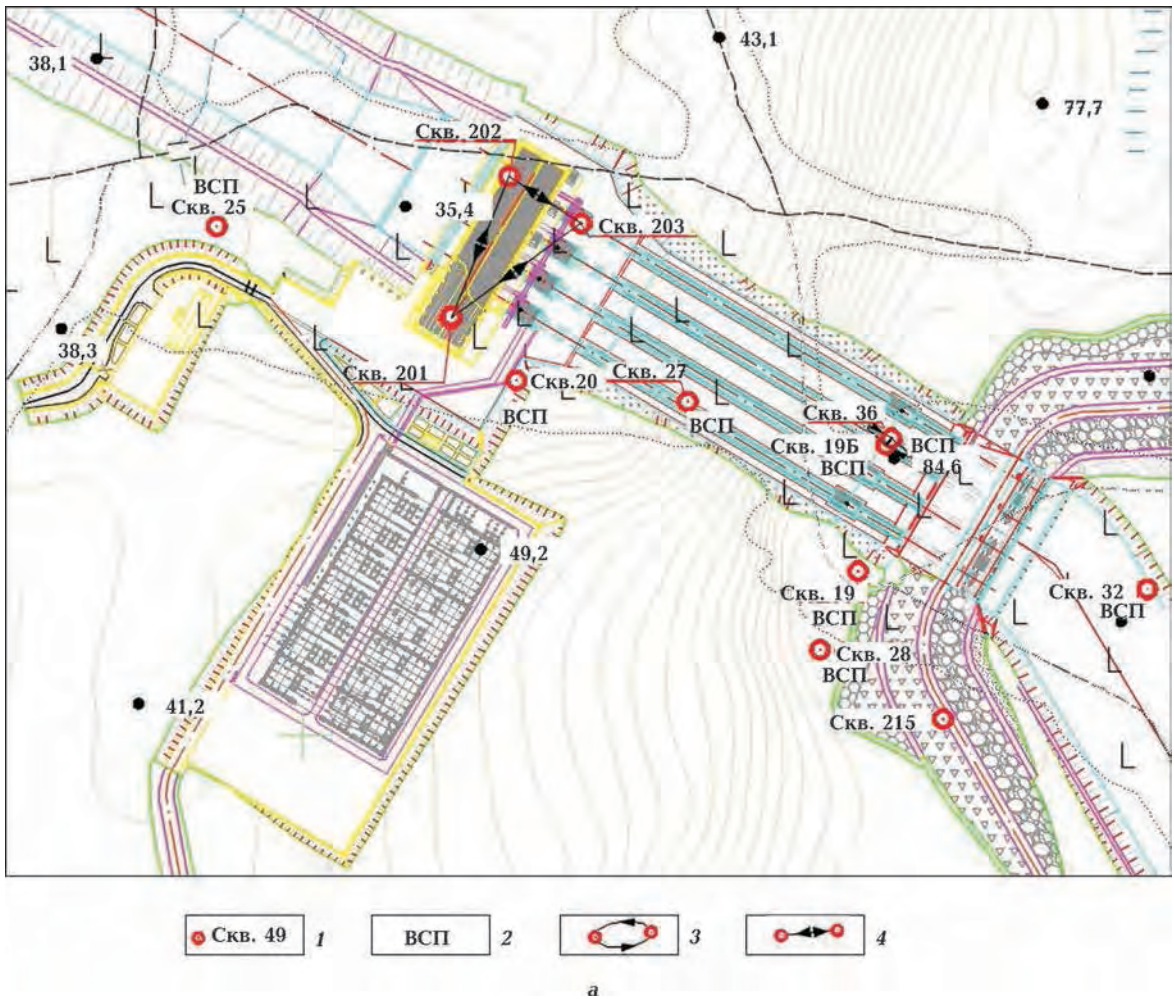 43,1
38,1
77,7
Скв. 202
ВСП
Скв. 25
35,4
Скв. 203
38,3
Скв. 201
Скв.20
Скв. 27
ВСП
ВСП
Скв. 36
Скв. 19Б
ВСП
ВСП
84,6
49,2
Скв. 19
ВСП
Скв. 32
ВСП
Скв. 28
ВСП
41,2
Скв. 215
Скв. 49 1
ВСП 2
3
4
а